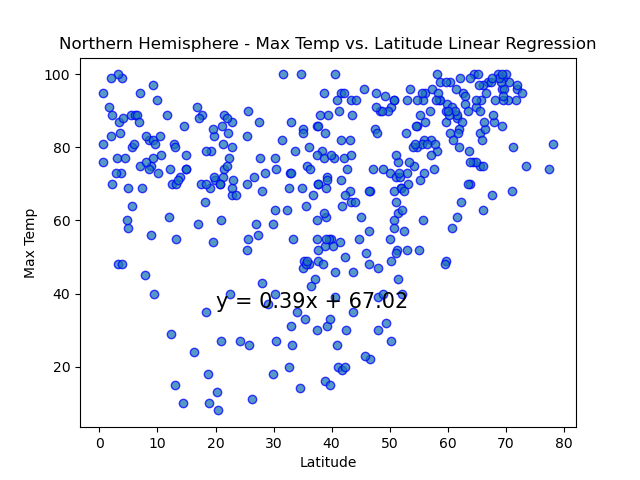 Northern Hemisphere - Max Temp vs. Latitude Linear Regression
100
80
60
40
20
Max Temp
y = 0.39x + 67.02
0 10 20 30 40 50 60 70 80
Latitude